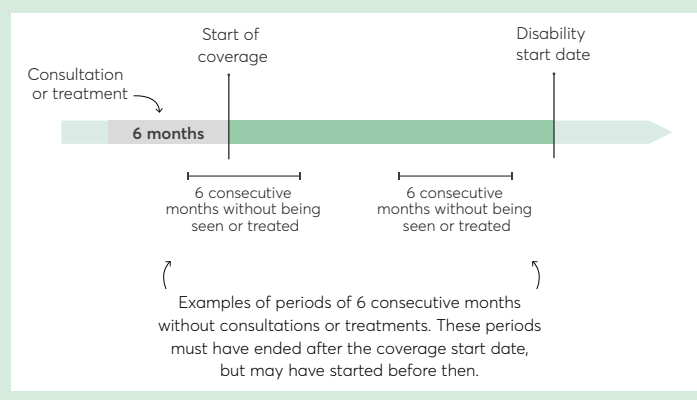 Start of
coverage
Disability
start date
Consultation
or treatment
6 months
6 consecutive
months without being
seen or treated
6 consecutive
months without being
seen or treated
Examples of periods of 6 consecutive months
without consultations or treatments. These periods
must have ended after the coverage start date,
but may have started before then.